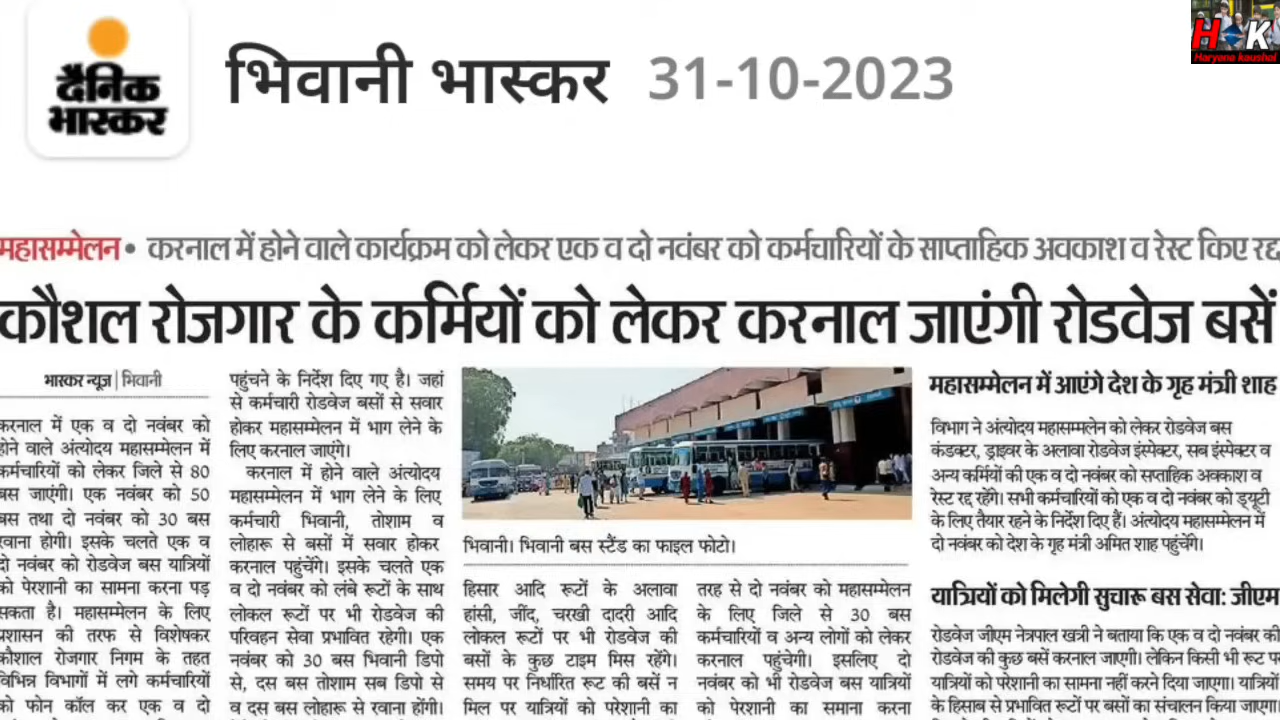 दैनिक
भास्कर
भिवानी भास्कर 31-10-2023
H K
Haryana kaushal
महासम्मेलन • करनाल में होने वाले कार्यक्रम को लेकर एक व दो नवंबर को कर्मचारियों के साप्ताहिक अवकाश व रेस्ट किए रद्द
कौशल रोजगार के कर्मियों को लेकर करनाल जाएंगी रोडवेज बसें
भास्कर न्यूज | भिवानी
करनाल में एक व दो नवंबर को
होने वाले अंत्योदय महासम्मेलन में
कर्मचारियों को लेकर जिले से 80
बस जाएंगी। एक नवंबर को 50
बस तथा दो नवंबर को 30 बस
रवाना होगी। इसके चलते एक व
दो नवंबर को रोडवेज बस यात्रियों
को पेरशानी का सामना करना पड़
सकता है। महासम्मेलन के लिए
प्रशासन की तरफ से विशेषकर
कौशाल रोजगार निगम के तहत
विभिन्न विभागों में लगे कर्मचारियों
को फोन कॉल कर एक व दो
पहुंचने के निर्देश दिए गए है। जहां
से कर्मचारी रोडवेज बसों से सवार
होकर महासम्मेलन में भाग लेने के
लिए करनाल जाएंगे।
करनाल में होने वाले अंत्योदय
महासम्मेलन में भाग लेने के लिए
कर्मचारी भिवानी, तोशाम व
लोहारू से बसों में सवार होकर
करनाल पहुंचेंगे। इसके चलते एक
व दो नवंबर को लंबे रूटों के साथ
लोकल रूटों पर भी रोडवेज की
परिवहन सेवा प्रभावित रहेगी। एक
नवंबर को 30 बस भिवानी डिपो
से, दस बस तोशाम सब डिपो से
व दस बस लोहारू से रवाना होंगी।
भिवानी। भिवानी बस स्टैंड का फाइल फोटो।
हिसार आदि रूटों के अलावा
हांसी, जींद, चरखी दादरी आदि
लोकल रूटों पर भी रोडवेज की
बसों के कुछ टाइम मिस रहेंगे।
समय पर निर्धारित रूट की बसें न
मिल पर यात्रियों को परेशानी का
तरह से दो नवंबर को महासम्मेलन
के लिए जिले से 30 बस
कर्मचारियों व अन्य लोगों को लेकर
करनाल पहुंचेगी। इसलिए दो
नवंबर को भी रोडवेज बस यात्रियों
को परेशानी का समाना करना
महासम्मेलन में आएंगे देश के गृह मंत्री शाह
विभाग ने अंत्योदय महासममलेन को लेकर रोडवेज बस
कंडक्टर, ड्राइवर के अलावा रोडवेज इंस्पेक्टर, सब इंस्पेक्टर व
अन्य कर्मियों की एक व दो नवंबर को सप्ताहिक अवक्काश व
रेस्ट रद्द रहेंगे। सभी कर्मचारियों को एक व दो नवंबर को ड्यूटी
के लिए तैयार रहने के निर्देश दिए हैं। अंत्योदय महासम्मेलन में
दो नवंबर को देश के गृह मंत्री अमित शाह पहुंचेंगे।
यात्रियों को मिलेगी सुचारू बस सेवा: जीएम
रोडवेज जीएम नेत्रपाल खत्री ने बताया कि एक व दो नवंबर को
रोडवेज की कुछ बसें करनाल जाएगी। लेकिन किसी भी रूट पर
यात्रियों को परेशानी का सामना नहीं करने दिया जाएगा। यात्रियों
के हिसाब से प्रभावित रूटों पर बसों का संचालन किया जाएगा।